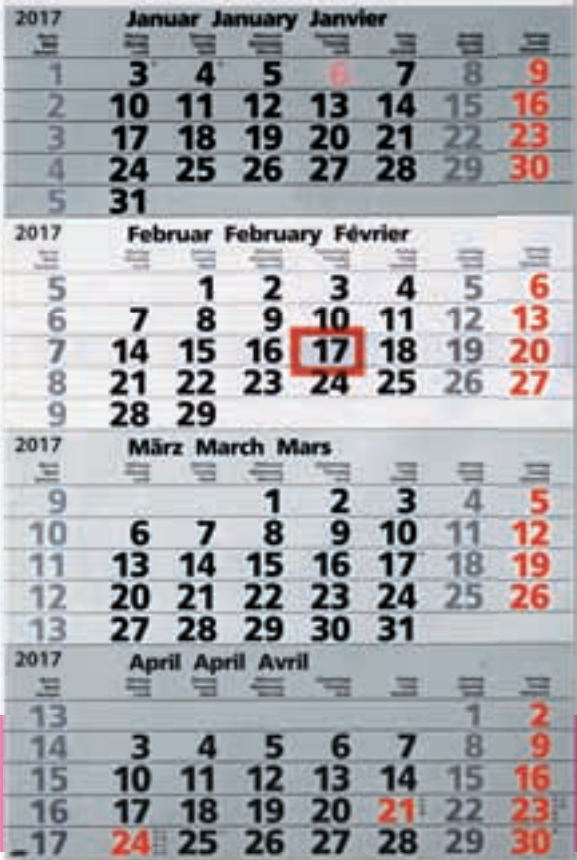 2017 Januar January Janvier
1 3 4 5 6 7 8 9
2 10 11 12 13 14 15 16
3 17 18 19 20 21 22 23
4 24 25 26 27 28 29 30
5 31
2017 Februar February Février
5 1 2 3 4 5 6
6 7 8 9 10 11 12 13
7 14 15 16 17 18 19 20
8 21 22 23 24 25 26 27
9 28 29
2017 März March Mars
9 1 2 3 4 5
10 6 7 8 9 10 11 12
11 13 14 15 16 17 18 19
12 20 21 22 23 24 25 26
13 27 28 29 30 31
2017 April April Avril
13 1 2
14 3 4 5 6 7 8 9
15 10 11 12 13 14 15 16
16 17 18 19 20 21 22 23
17 24 25 26 27 28 29 30